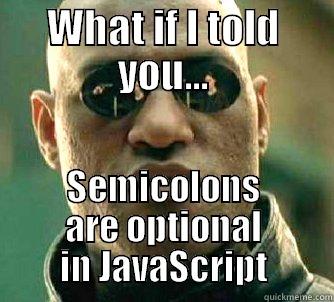 What if I told
you...
Semicolons
are optional
in JavaScript
quickmeme.com